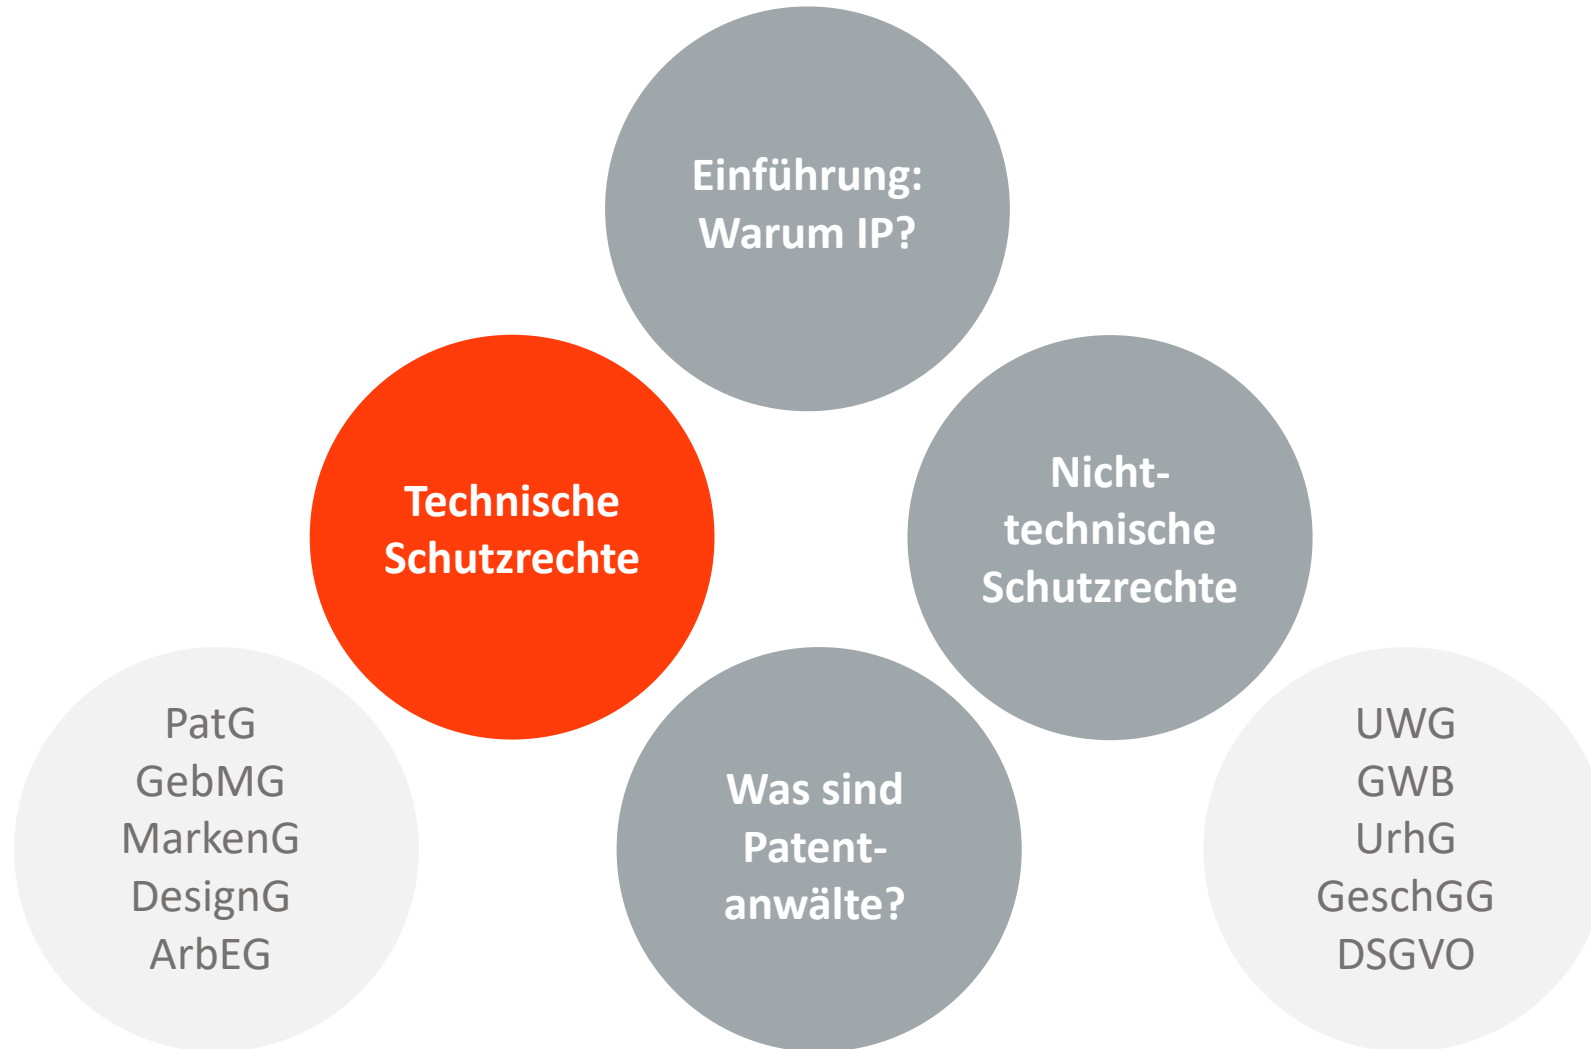 Einführung:
Warum IP?
Technische
Schutzrechte
Nicht-
technische
Schutzrechte
PatG
GebMG
MarkenG
DesignG
ArbEG
Was sind
Patent-
anwälte?
UWG
GWB
UrhG
GeschGG
DSGVO